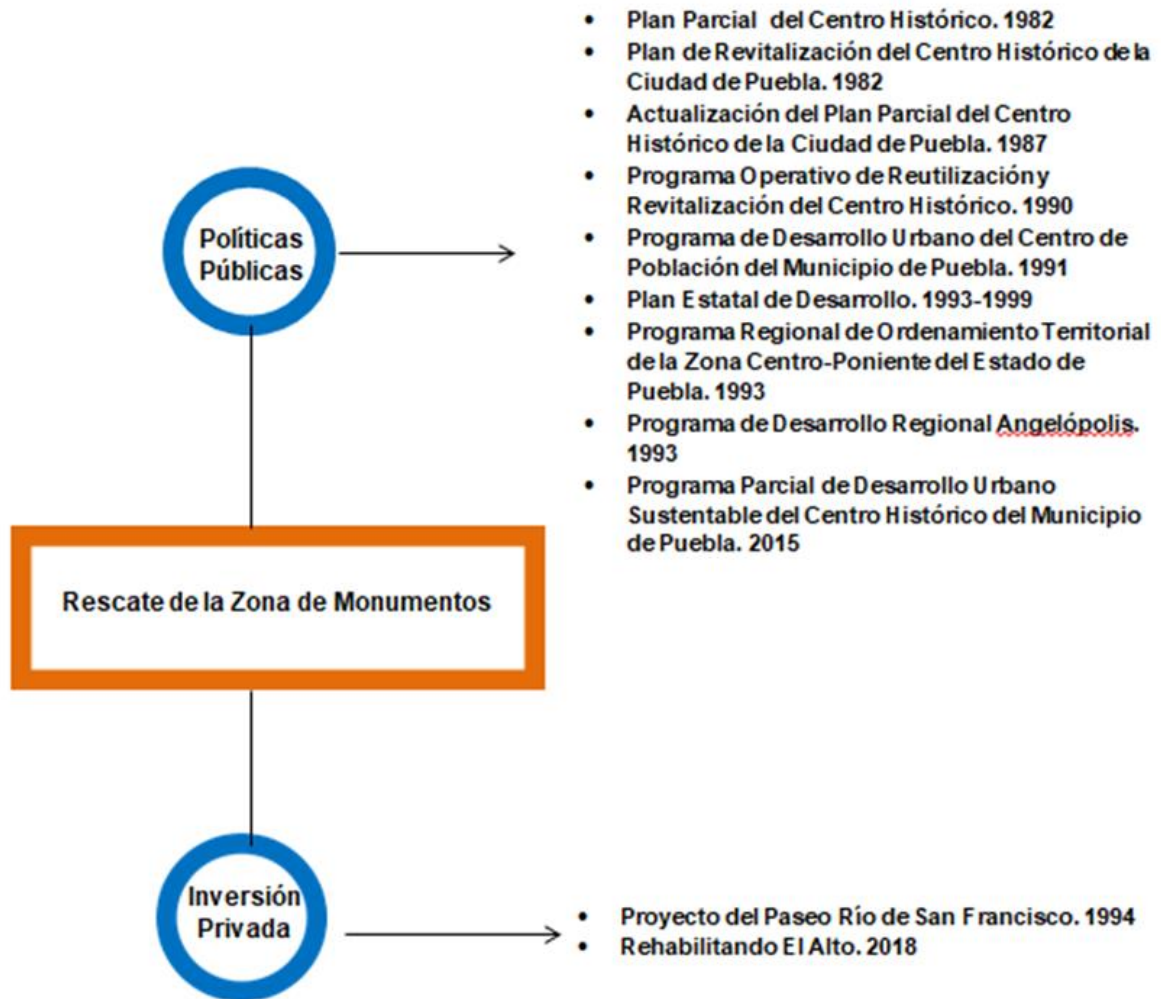 • Plan Parcial del Centro Histórico. 1982
• Plan de Revitalización del Centro Histórico de la
Ciudad de Puebla. 1982
• Actualización del Plan Parcial del Centro
Histórico de la Ciudad de Puebla. 1987
• Programa Operativo de Reutilización y
Revitalización del Centro Histórico. 1990
• Programa de Desarrollo Urbano del Centro de
Población del Municipio de Puebla. 1991
• Plan Estatal de Desarrollo. 1993-1999
• Programa Regional de Ordenamiento Territorial
de la Zona Centro-Poniente del Estado de
Puebla. 1993
• Programa de Desarrollo Regional Angelópolis.
1993
• Programa Parcial de Desarrollo Urbano
Sustentable del Centro Histórico del Municipio
de Puebla. 2015
Políticas
Públicas
Rescate de la Zona de Monumentos
Inversión
Privada
• Proyecto del Paseo Río de San Francisco. 1994
• Rehabilitando El Alto. 2018